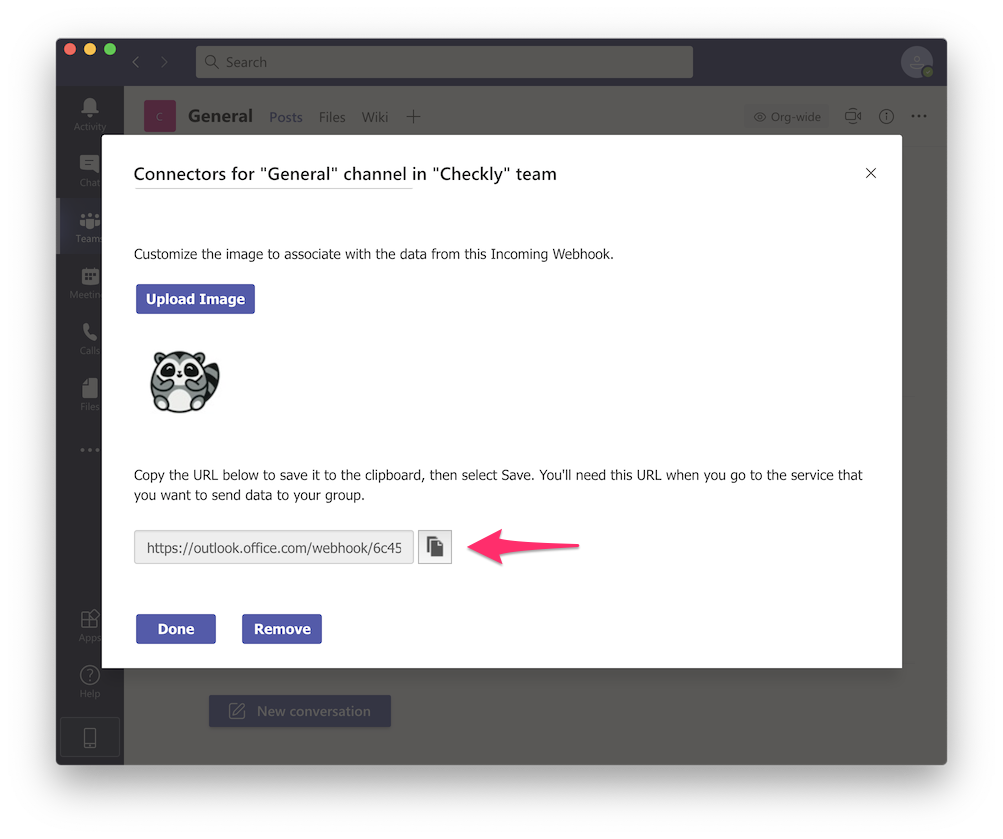 Search
Activity
Chat
Teams
Meetin
Calls
Files
Apps
Help
C
General
Posts
Files
Wiki
Org-wide
Connectors for "General" channel in "Checkly" team
Customize the image to associate with the data from this Incoming Webhook.
Upload Image
Copy the URL below to save it to the clipboard, then select Save. You'll need this URL when you go to the service that
you want to send data to your group.
https://outlook.office.com/webhook/6c45
Done
Remove
New conversation